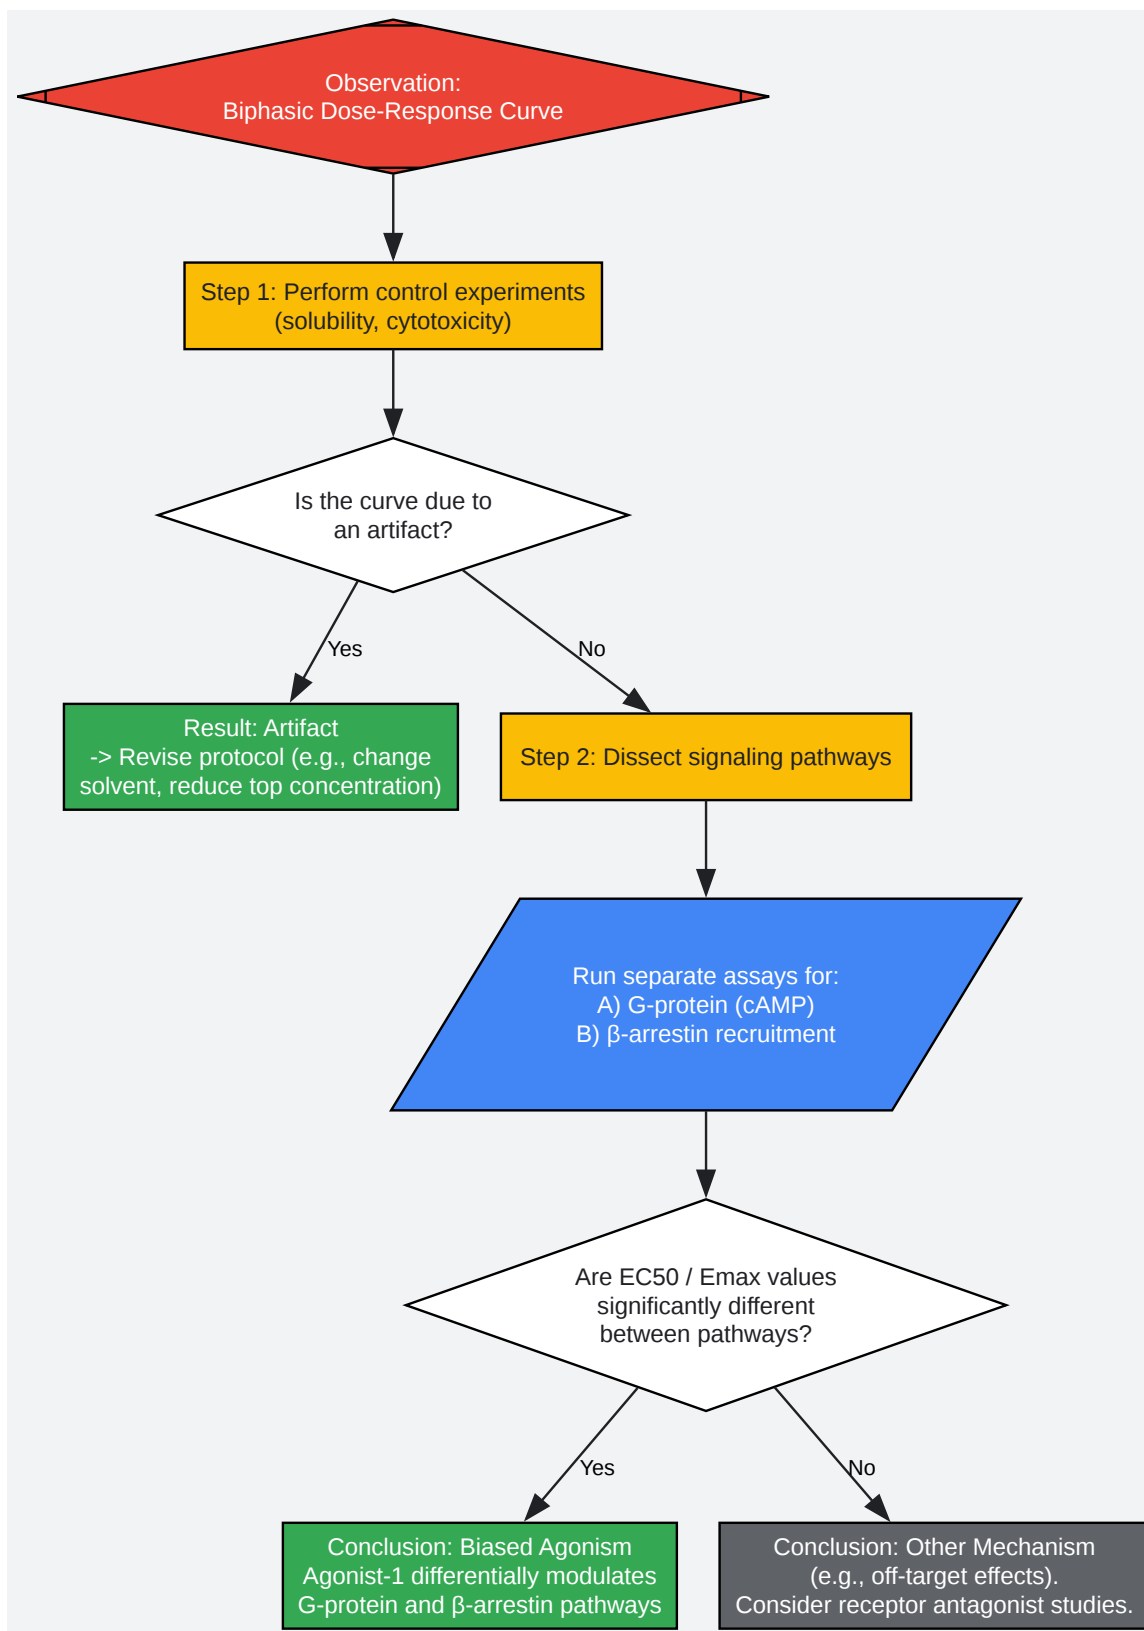 Observation:
Biphasic Dose-Response Curve
Step 1: Perform control experiments
(solubility, cytotoxicity)
Is the curve due to
an artifact?
Yes
No
Result: Artifact
-> Revise protocol (e.g., change
solvent, reduce top concentration)
Step 2: Dissect signaling pathways
Run separate assays for:
A) G-protein (cAMP)
B) β-arrestin recruitment
Are EC50 / Emax values
significantly different
between pathways?
Yes
No
Conclusion: Biased Agonism
Agonist-1 differentially modulates
G-protein and β-arrestin pathways
Conclusion: Other Mechanism
(e.g., off-target effects).
Consider receptor antagonist studies.